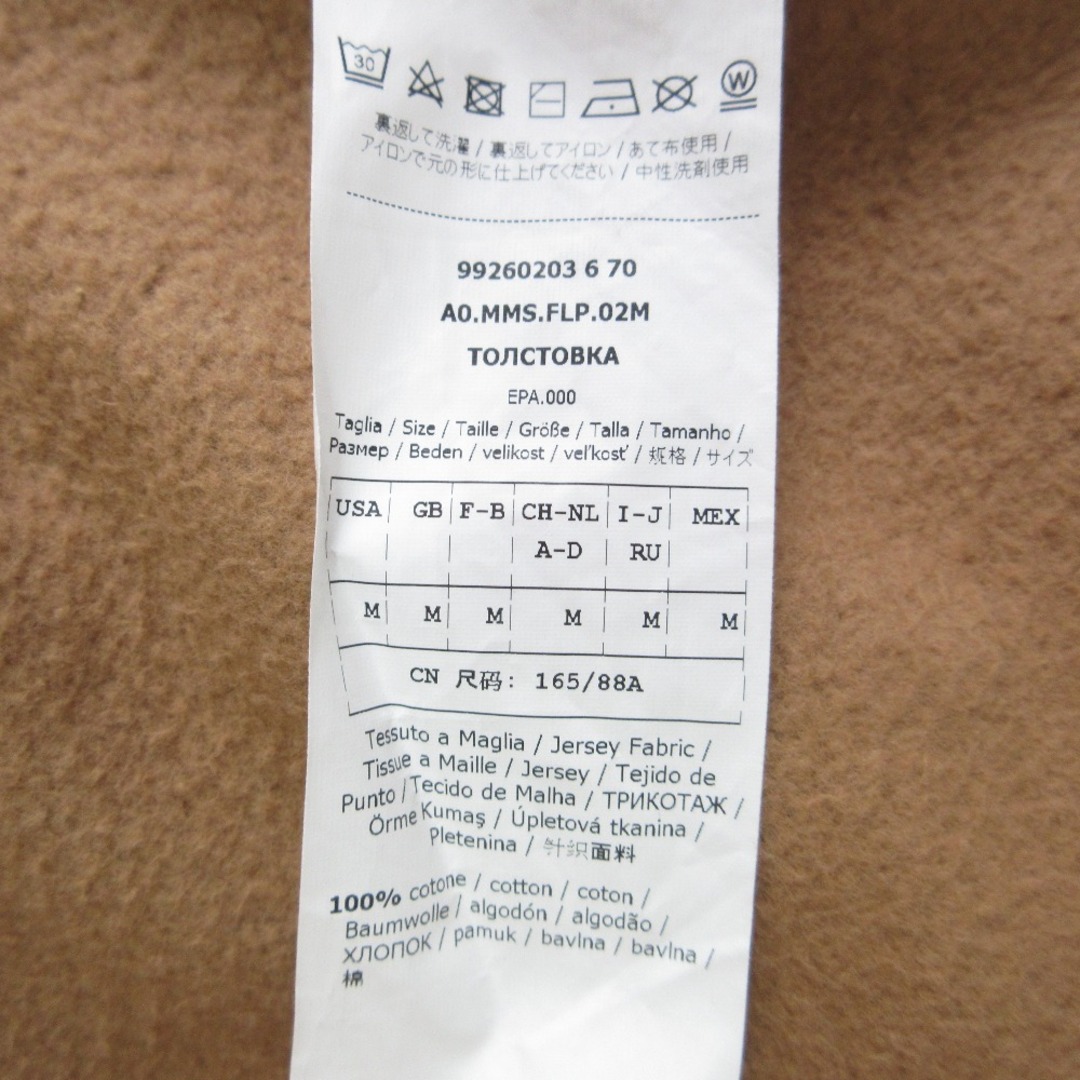 30
W
裏返して洗濯 / 裏返してアイロン / あて布使用 /
アイロンで元の形に仕上げてください / 中性洗剤使用
99260203 6 70
A0.MMS.FLP.02M
ТОЛСТОВКА
EPA.000
Taglia / Size / Taille / Größe / Talla / Tamanho /
Размер / Beden / velikost / veľkosť / 规格 / サイズ
USA GB F-B CH-NL I-J MEX
A-D RU
M M M M M M
CN 尺码: 165/88A
Tessuto a Maglia / Jersey Fabric /
Tissue a Maille / Jersey / Tejido de
Punto / Tecido de Malha / ТРИКОТАЖ /
Örme Kumaş / Úpletová tkanina /
Pletenina / 针织面料
100% cotone / cotton / coton /
Baumwolle / algodón / algodão /
ХЛОПОК / pamuk / bavlna / bavlna /
棉